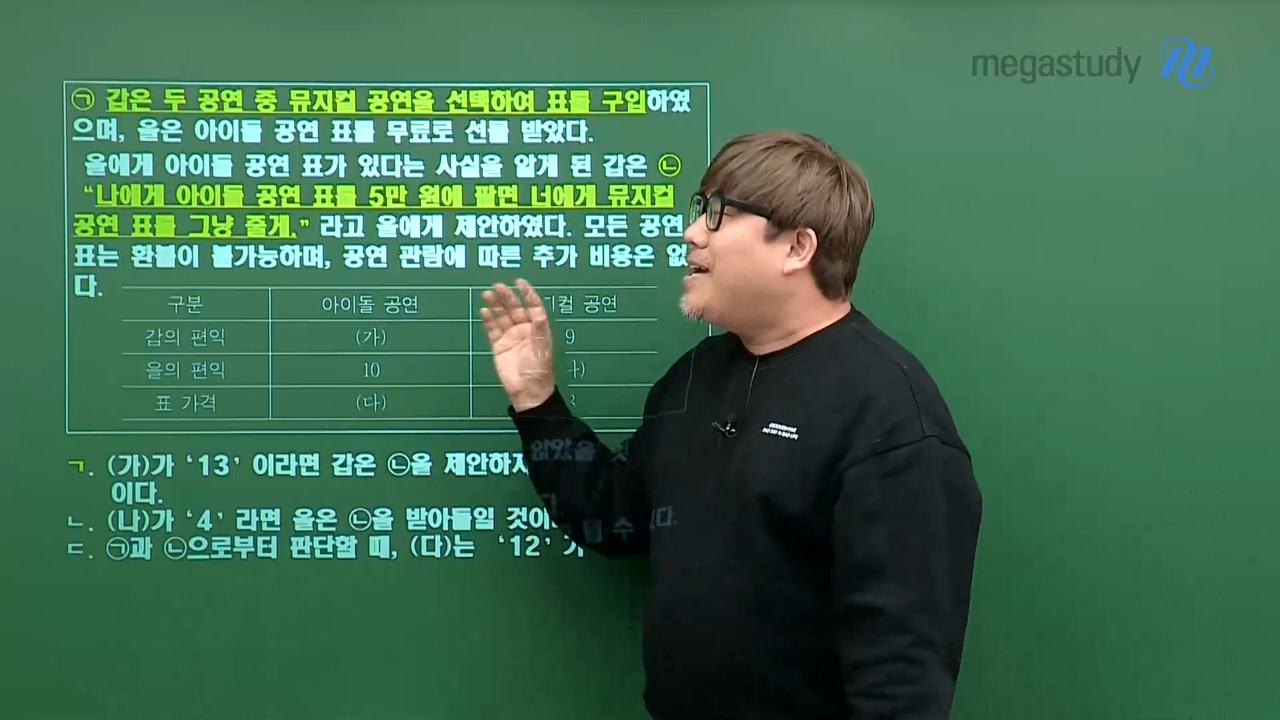 megastudy
㉠ 갑은 두 공연 중 뮤지컬 공연을 선택하여 표를 구입하였
으며, 을은 아이돌 공연 표를 무료로 선물 받았다.
을에게 아이돌 공연 표가 있다는 사실을 알게 된 갑은 ㉡
“나에게 아이돌 공연 표를 5만 원에 팔면 너에게 뮤지컬
공연 표를 그냥 줄게.” 라고 을에게 제안하였다. 모든 공연
표는 환불이 불가능하며, 공연 관람에 따른 추가 비용은 없
다.
구분 아이돌 공연 공연
갑의 편익 (가) 9
을의 편익 10
표 가격 (다)
ㄱ. (가)가 ‘13’ 이라면 갑은 ㉡을 않았을
이다.
ㄴ. (나)가 ‘4’ 라면 을은 ㉡을 받아들일
ㄷ. ㉠과 ㉡으로부터 판단할 때, (다)는 ‘12’ 가 될 수 있다.